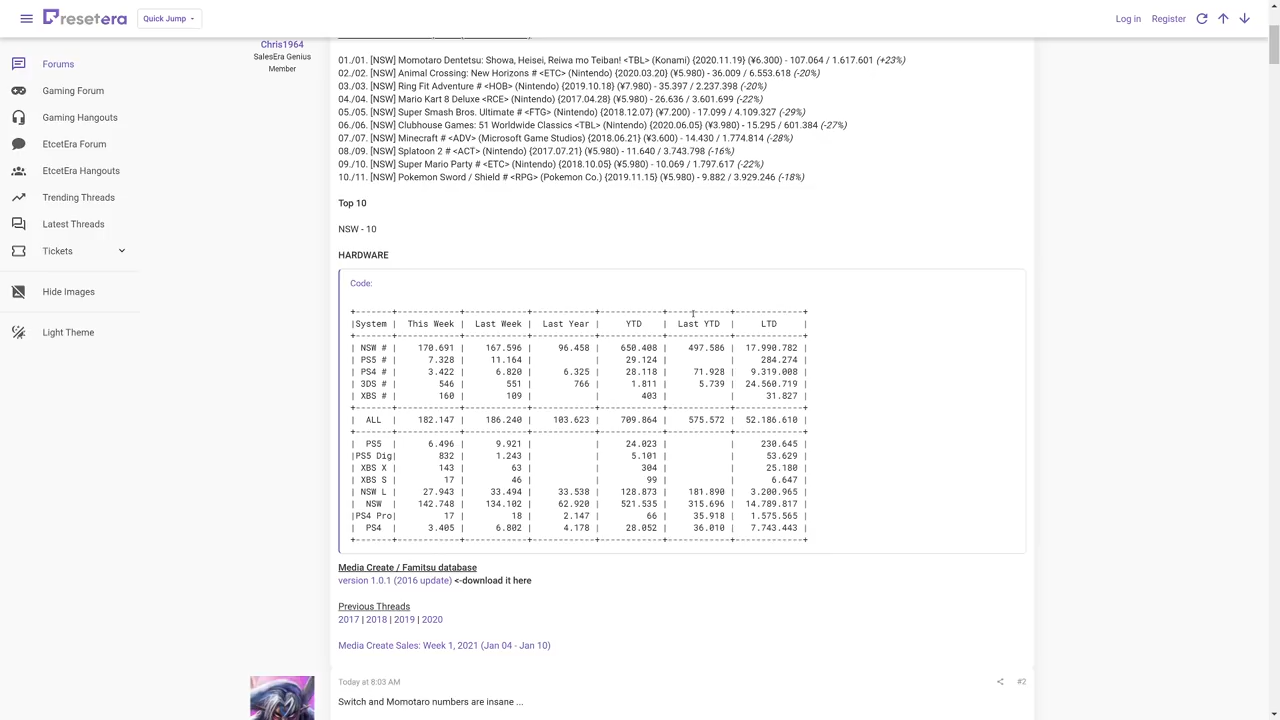 resetera
Quick Jump
Log in
Register
Forums
Gaming Forum
Gaming Hangouts
EtcetEra Forum
EtcetEra Hangouts
Trending Threads
Latest Threads
Tickets
Hide Images
Light Theme
Chris1964
SalesEra Genius
Member
01./01. [NSW] Momotaro Dentetsu: Showa, Heisei, Reiwa mo Teiban! <TBL> (Konami) {2020.11.19} (¥6.300) - 107.064 / 1.617.601 (+23%)
02./02. [NSW] Animal Crossing: New Horizons # <ETC> (Nintendo) {2020.03.20} (¥5.980) - 36.009 / 6.553.618 (-20%)
03./03. [NSW] Ring Fit Adventure # <HOB> (Nintendo) {2019.10.18} (¥7.980) - 35.397 / 2.237.398 (-20%)
04./04. [NSW] Mario Kart 8 Deluxe <RCE> (Nintendo) {2017.04.28} (¥5.980) - 26.636 / 3.601.699 (-22%)
05./05. [NSW] Super Smash Bros. Ultimate # <FTG> (Nintendo) {2018.12.07} (¥7.200) - 17.099 / 4.109.327 (-29%)
06./06. [NSW] Clubhouse Games: 51 Worldwide Classics <TBL> (Nintendo) {2020.06.05} (¥3.980) - 15.295 / 601.384 (-27%)
07./07. [NSW] Minecraft # <ADV> (Microsoft Game Studios) {2018.06.21} (¥3.600) - 14.430 / 1.774.814 (-28%)
08./09. [NSW] Splatoon 2 # <ACT> (Nintendo) {2017.07.21} (¥5.980) - 11.640 / 3.743.798 (-16%)
09./10. [NSW] Super Mario Party # <ETC> (Nintendo) {2018.10.05} (¥5.980) - 10.069 / 1.797.617 (-22%)
10./11. [NSW] Pokemon Sword / Shield # <RPG> (Pokemon Co.) {2019.11.15} (¥5.980) - 9.882 / 3.929.246 (-18%)
Top 10
NSW - 10
HARDWARE
Code:
+-------+-----------+-----------+-----------+-----------+-----------+------------+
|System | This Week | Last Week | Last Year | YTD | Last YTD | LTD |
+-------+-----------+-----------+-----------+-----------+-----------+------------+
| NSW # | 170.691 | 167.596 | 96.458 | 650.408 | 497.586 | 17.990.782 |
| PS5 # | 7.328 | 11.164 | | 29.124 | | 284.274 |
| PS4 # | 3.422 | 6.820 | 6.325 | 28.118 | 71.928 | 9.319.008 |
| 3DS # | 546 | 551 | 766 | 1.811 | 5.739 | 24.560.719 |
| XBS # | 160 | 109 | | 403 | | 31.827 |
+-------+-----------+-----------+-----------+-----------+-----------+------------+
| ALL | 182.147 | 186.240 | 103.623 | 709.864 | 575.572 | 52.186.610 |
+-------+-----------+-----------+-----------+-----------+-----------+------------+
| PS5 | 6.496 | 9.921 | | 24.023 | | 230.645 |
|PS5 Dig| 832 | 1.243 | | 5.101 | | 53.629 |
| XBS X | 143 | 63 | | 304 | | 25.180 |
| XBS S | 17 | 46 | | 99 | | 6.647 |
| NSW L | 27.943 | 33.494 | 33.538 | 128.873 | 181.890 | 3.200.965 |
| NSW | 142.748 | 134.102 | 62.920 | 521.535 | 315.696 | 14.789.817 |
|PS4 Pro| 17 | 18 | 2.147 | 66 | 35.918 | 1.575.565 |
| PS4 | 3.405 | 6.802 | 4.178 | 28.052 | 36.010 | 7.743.443 |
+-------+-----------+-----------+-----------+-----------+-----------+------------+
Media Create / Famitsu database
version 1.0.1 (2016 update) <-download it here
Previous Threads
2017 | 2018 | 2019 | 2020
Media Create Sales: Week 1, 2021 (Jan 04 - Jan 10)
Today at 8:03 AM
#2
Switch and Momotaro numbers are insane ...